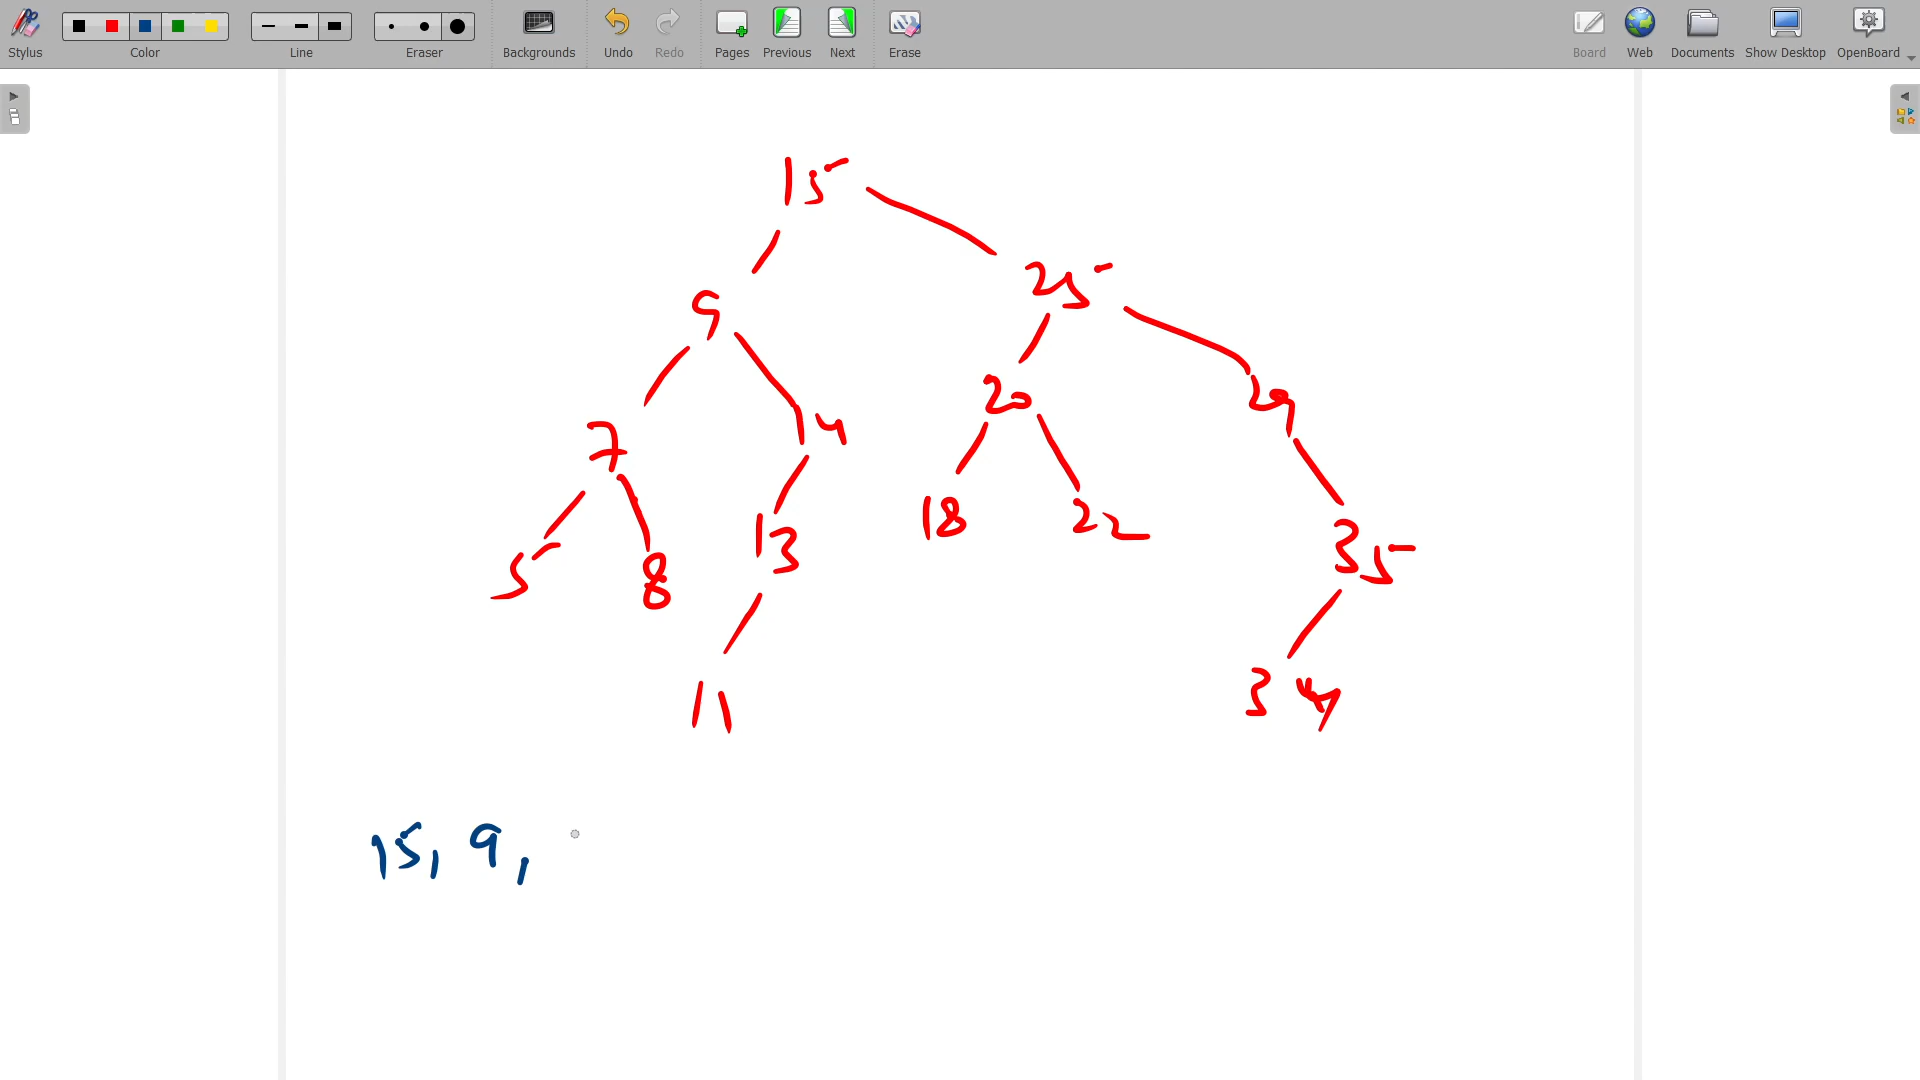 Stylus Color Line Eraser Backgrounds Undo Redo Pages Previous Next Erase Board Web Documents Show Desktop OpenBoard
15
9 25
7 14 20 29
5 8 13 18 22 35
11 34
15, 9,